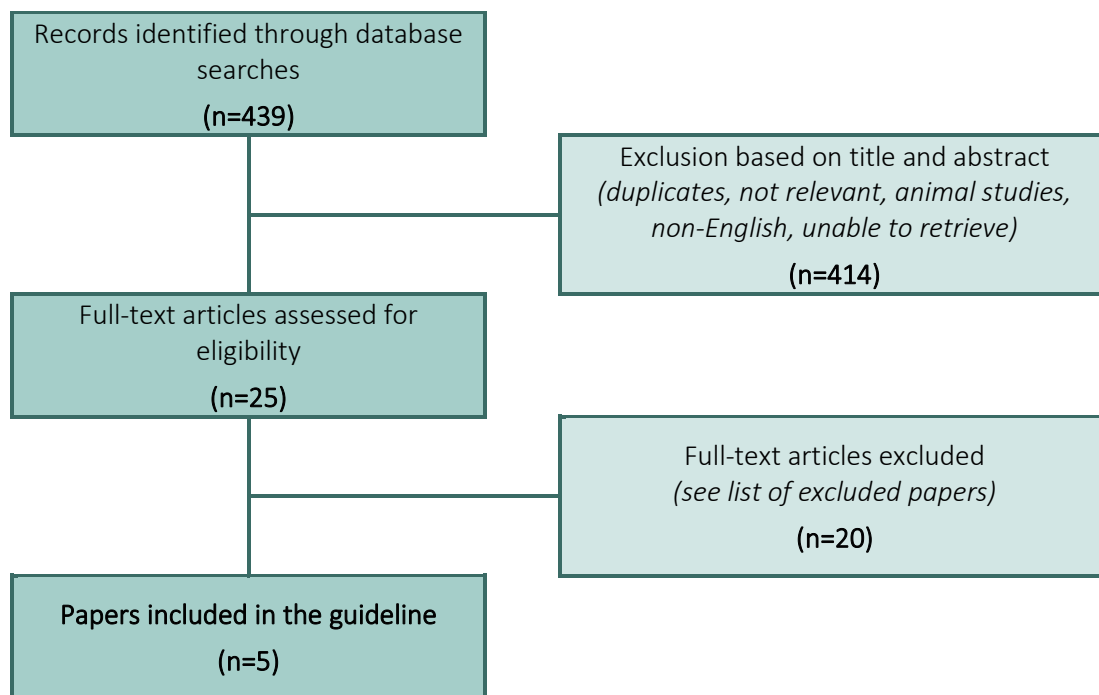 Records identified through database
searches
(n=439)
Exclusion based on title and abstract
(duplicates, not relevant, animal studies,
non-English, unable to retrieve)
(n=414)
Full-text articles assessed for
eligibility
(n=25)
Full-text articles excluded
(see list of excluded papers)
(n=20)
Papers included in the guideline
(n=5)